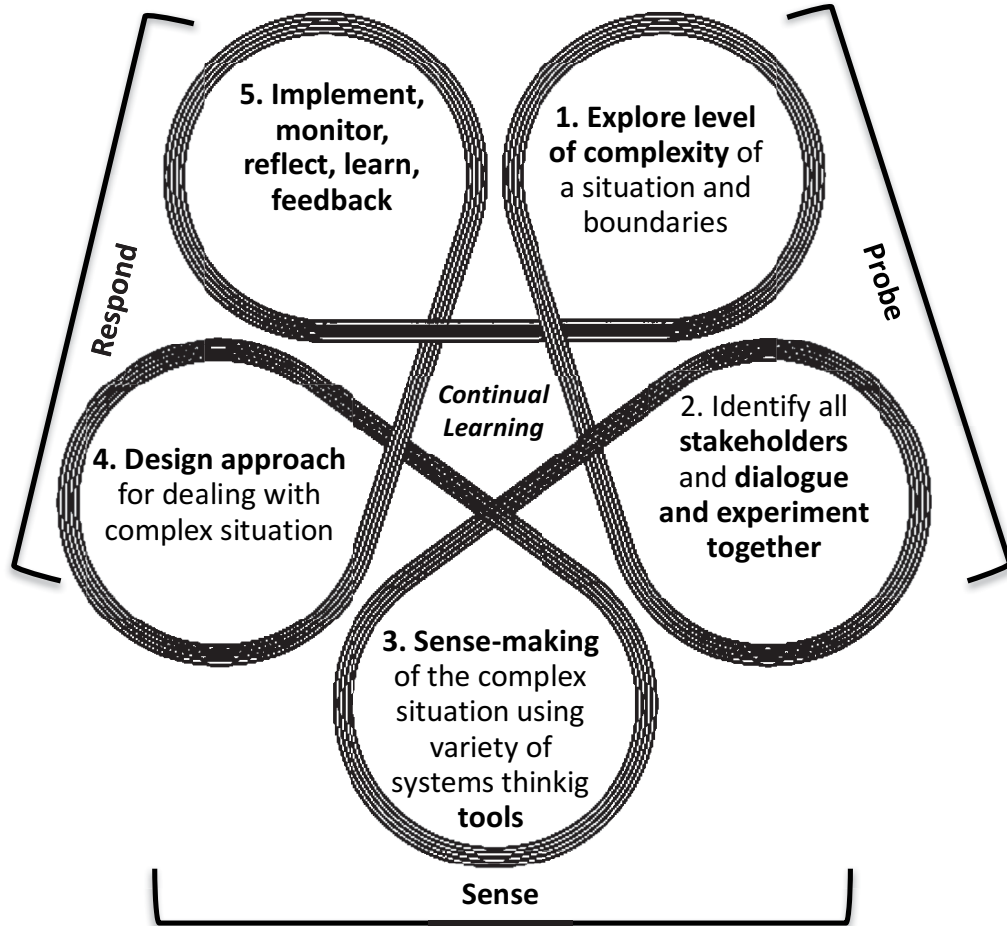 1. Explore level
of complexity of
a situation and
boundaries
2. Identify all
stakeholders
and dialogue
and experiment
together
3. Sense-making
of the complex
situation using
variety of
systems thinkig
tools
4. Design approach
for dealing with
complex situation
5. Implement,
monitor,
reflect, learn,
feedback
Continual
Learning
Probe
Sense
Respond